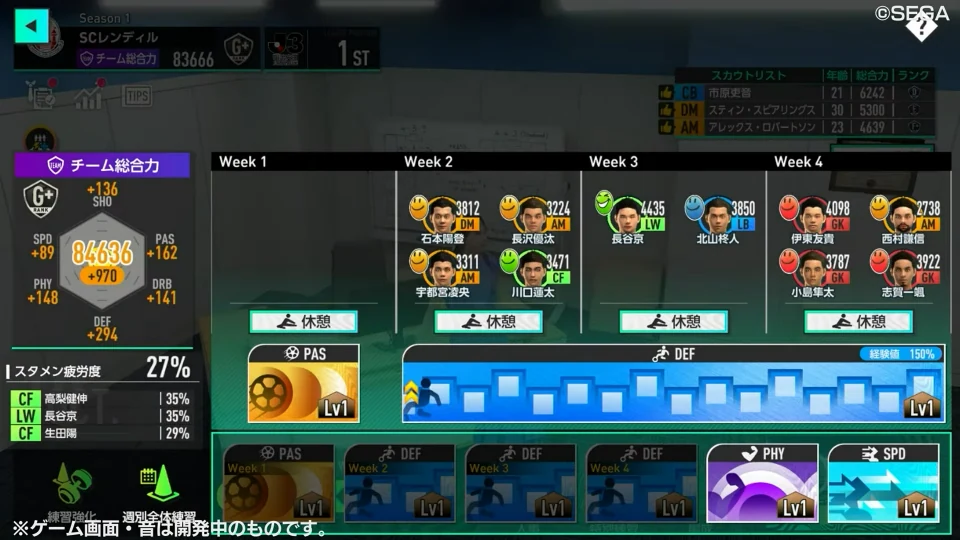 ©SEGA
Season 1
SCレンディル
チーム総合力 83666 G+
3
1ST
?
TIPS
スカウトリスト 年齢 総合力 ランク
CB 市原吏音 21 6242
DM スティン・スピアリングス 30 5300
AM アレックス・ロバートソン 23 4639
TEAM チーム総合力
G+
RANK
+136
SHO
SPD
+89
PAS
+162
84636
+970
PHY
+148
DRB
+141
DEF
+294
スタメン疲労度 27%
CF 高梨健伸 35%
LW 長谷京 35%
CF 生田陽 29%
練習強化
週別全体練習
Week 1
Week 2
Week 3
Week 4
3812 DM
石本陽登
3224 AM
長沢優汰
3311 AM
宇都宮凌央
3471 CF
川口蓮太
4435 LW
長谷京
3850 LB
北山柊人
4098 GK
伊東友貴
2738 AM
西村謙信
3787 GK
小島隼太
3922 GK
志賀一颯
休憩
休憩
休憩
休憩
PAS
Lv1
DEF
経験値 150%
Lv1
PAS
Week 1
Lv1
DEF
Week 2
Lv1
DEF
Week 3
Lv1
DEF
Week 4
Lv1
PHY
Lv1
SPD
Lv1
※ゲーム画面・音は開発中のものです。